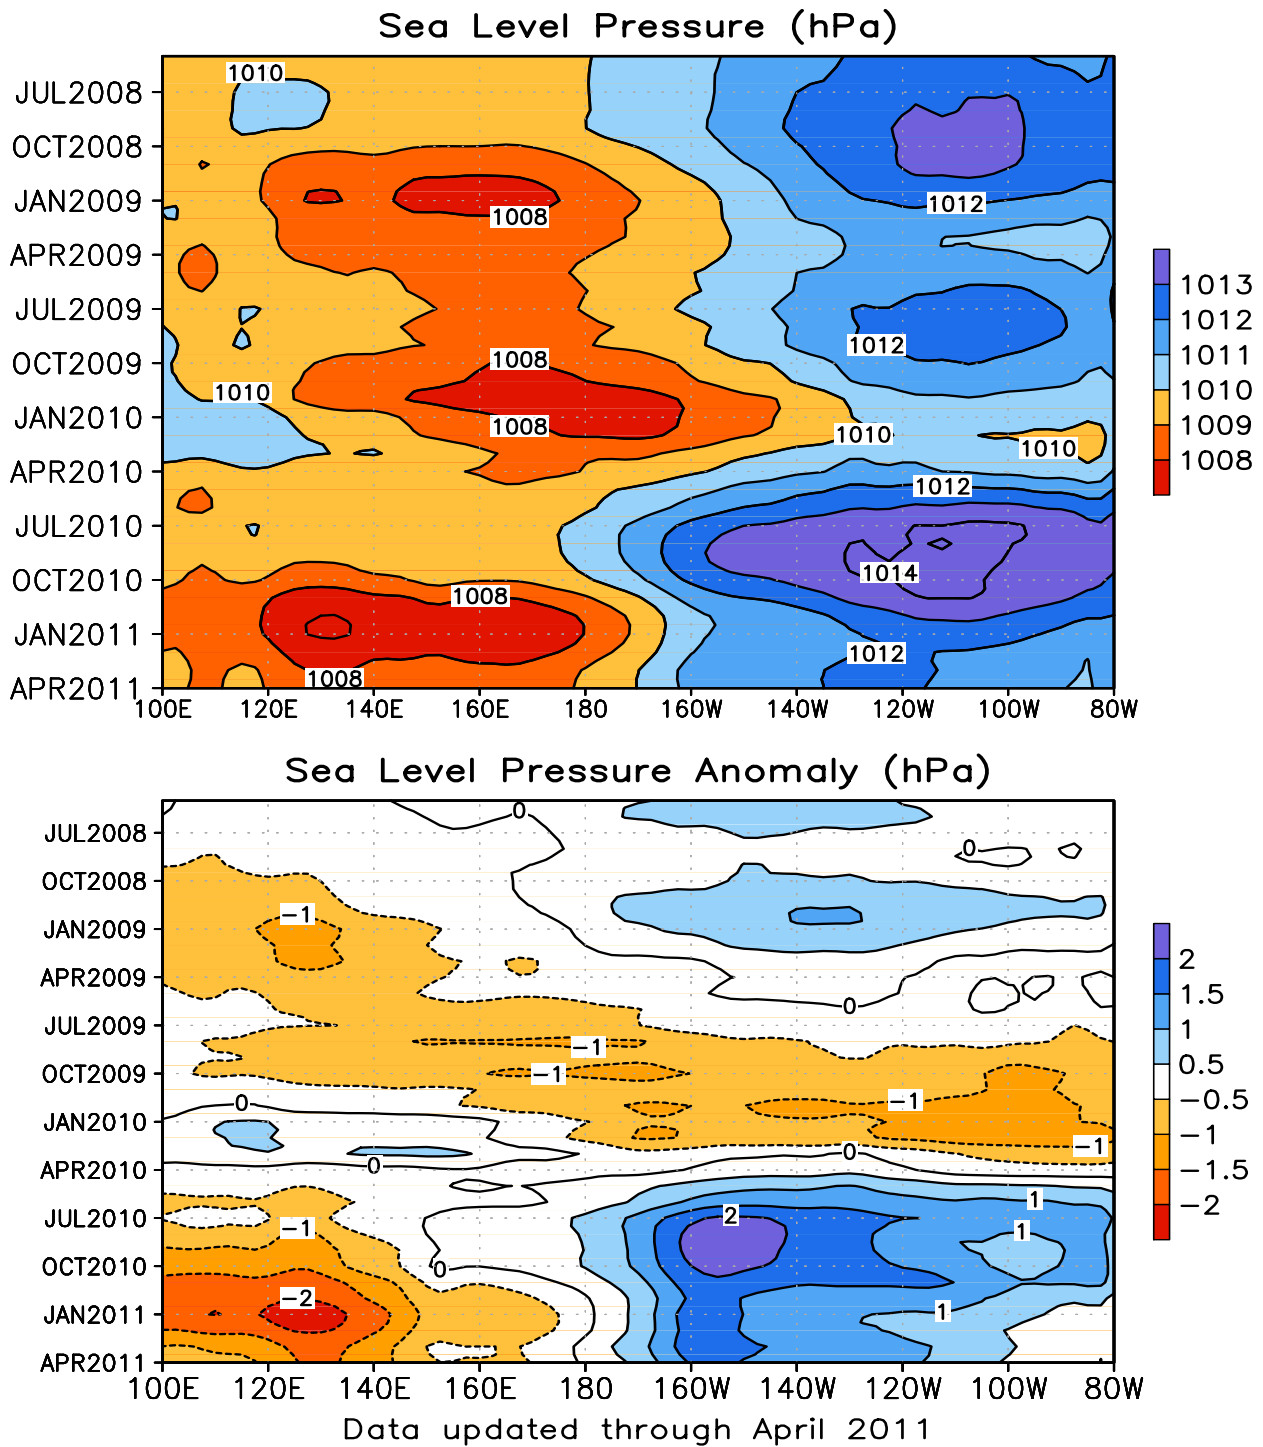 Sea Level Pressure (hPa)
1010
JUL2008
OCT2008
JAN2009
1012
1008
APR2009
1013
JUL2009
1012
1012
1011
1008
OCT2009
1010
1010
1009
JAN2010
1008
1010
1010
1008
APR2010
1012
JUL2010
1014
OCT2010
1008
JAN2011
1012
1008
APR2011
100E 120E 140E 160E 180 160W 140W 120W 100W 80W
Sea Level Pressure Anomaly (hPa)
0
JUL2008
0
OCT2008
-1
JAN2009
2
APR2009
1.5
0
JUL2009
1
-1
0.5
OCT2009
-1
-0.5
0
-1
JAN2010
-1
-1
0
APR2010
0
-1.5
1
-2
JUL2010
2
-1
1
OCT2010
0
-2
JAN2011
1
APR2011
100E 120E 140E 160E 180 160W 140W 120W 100W 80W
Data updated through April 2011